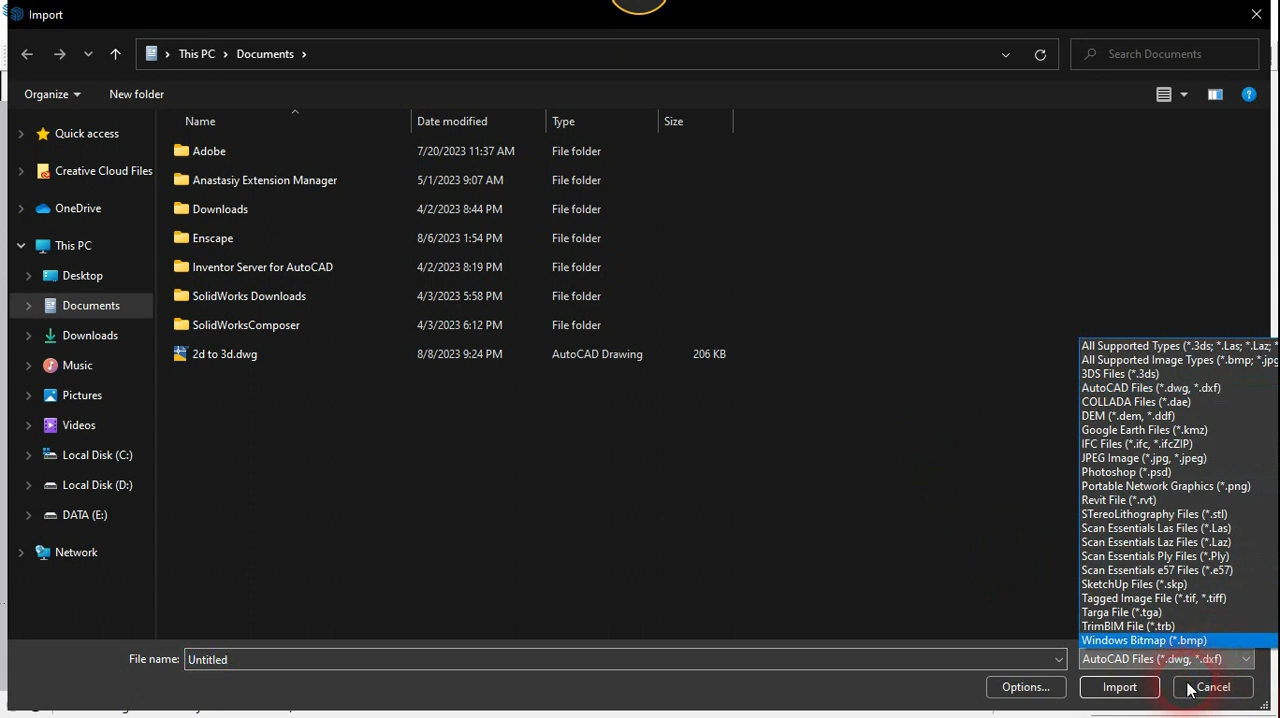 Import
This PC > Documents >
Search Documents
Organize
New folder
Name
Date modified
Type
Size
Quick access
Creative Cloud Files
OneDrive
This PC
Desktop
Documents
Downloads
Music
Pictures
Videos
Local Disk (C:)
Local Disk (D:)
DATA (E:)
Network
Adobe 7/20/2023 11:37 AM File folder
Anastasiy Extension Manager 5/1/2023 9:07 AM File folder
Downloads 4/2/2023 8:44 PM File folder
Enscape 8/6/2023 1:54 PM File folder
Inventor Server for AutoCAD 4/2/2023 8:19 PM File folder
SolidWorks Downloads 4/3/2023 5:58 PM File folder
SolidWorksComposer 4/3/2023 6:12 PM File folder
2d to 3d.dwg 8/8/2023 9:24 PM AutoCAD Drawing 206 KB
All Supported Types (*.3ds; *.Las; *.Laz; *
All Supported Image Types (*.bmp; *.jpg
3DS Files (*.3ds)
AutoCAD Files (*.dwg, *.dxf)
COLLADA Files (*.dae)
DEM (*.dem, *.ddf)
Google Earth Files (*.kmz)
IFC Files (*.ifc, *.ifcZIP)
JPEG Image (*.jpg, *.jpeg)
Photoshop (*.psd)
Portable Network Graphics (*.png)
Revit File (*.rvt)
STereoLithography Files (*.stl)
Scan Essentials Las Files (*.Las)
Scan Essentials Laz Files (*.Laz)
Scan Essentials Ply Files (*.Ply)
Scan Essentials e57 Files (*.e57)
SketchUp Files (*.skp)
Tagged Image File (*.tif, *.tiff)
Targa File (*.tga)
TrimBIM File (*.trb)
Windows Bitmap (*.bmp)
File name: Untitled
AutoCAD Files (*.dwg, *.dxf)
Options...
Import
Cancel